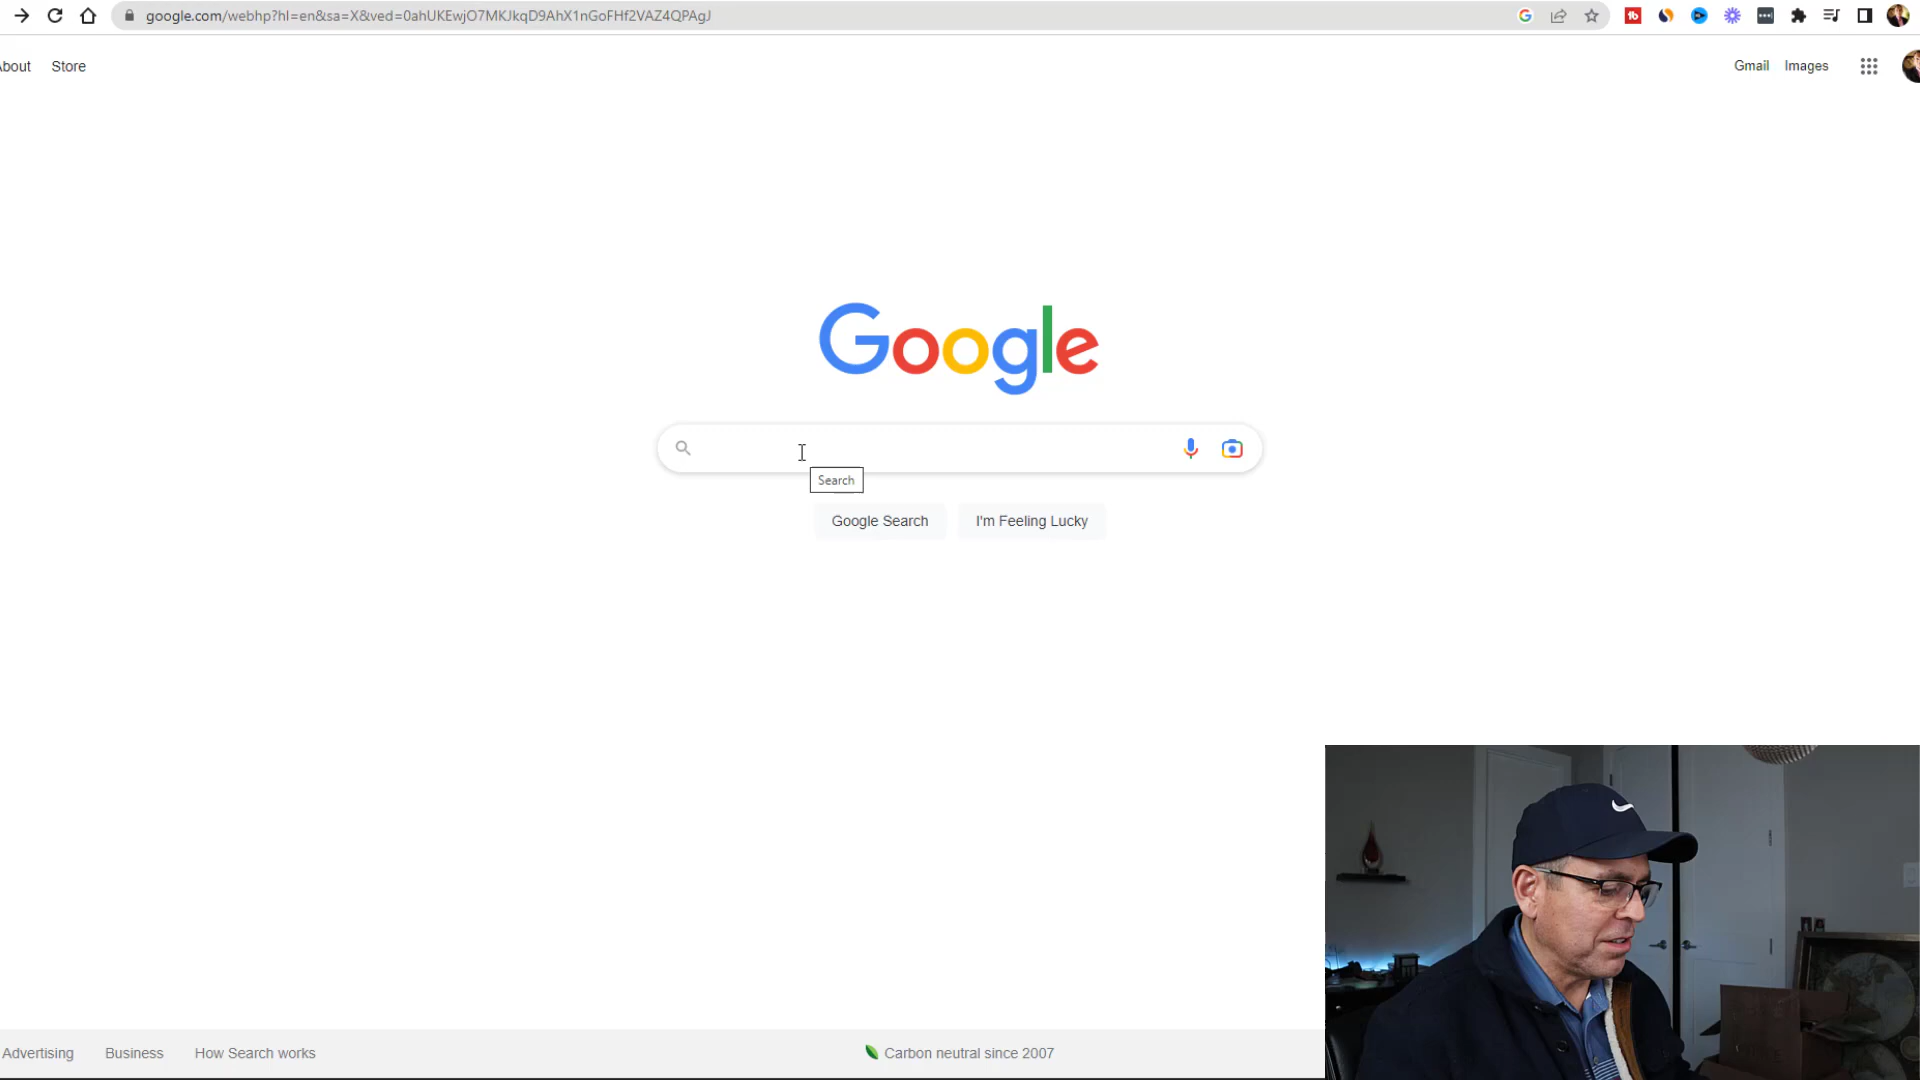 google.com/webhp?hl=en&sa=X&ved=0ahUKEwjO7MKJkqD9AhX1nGoFHf2VAZ4QPAgJ
About Store Gmail Images
Google
Search
Google Search I'm Feeling Lucky
Advertising Business How Search works Carbon neutral since 2007